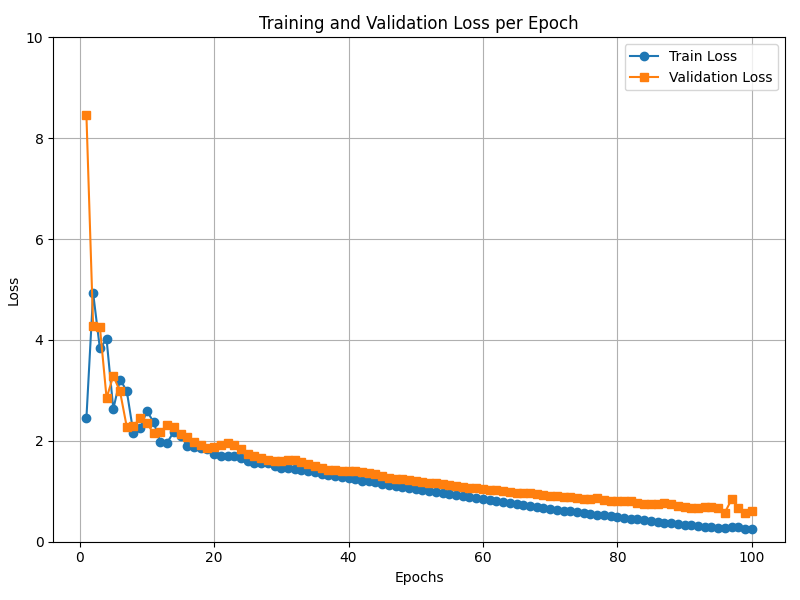 Training and Validation Loss per Epoch
Train Loss
Validation Loss
10
8
6
4
2
0
Loss
0 20 40 60 80 100
Epochs